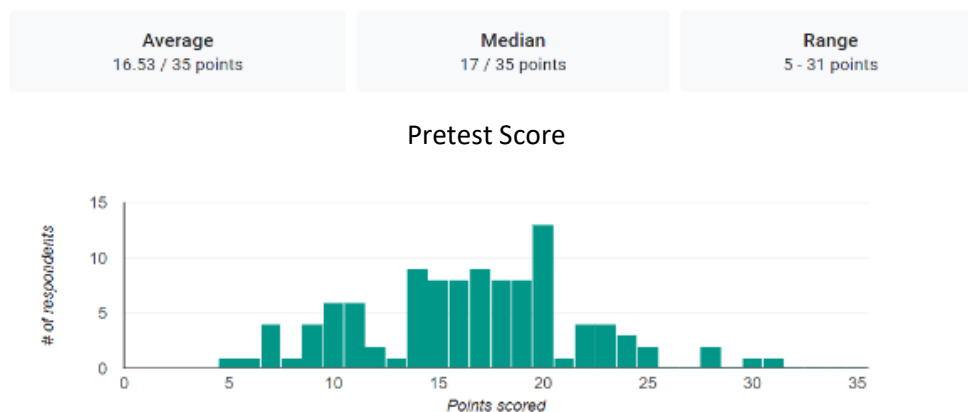 Average
16.53 / 35 points
Median
17 / 35 points
Range
5 - 31 points
Pretest Score
# of respondents
15
10
5
0
0 5 10 15 20 25 30 35
Points scored